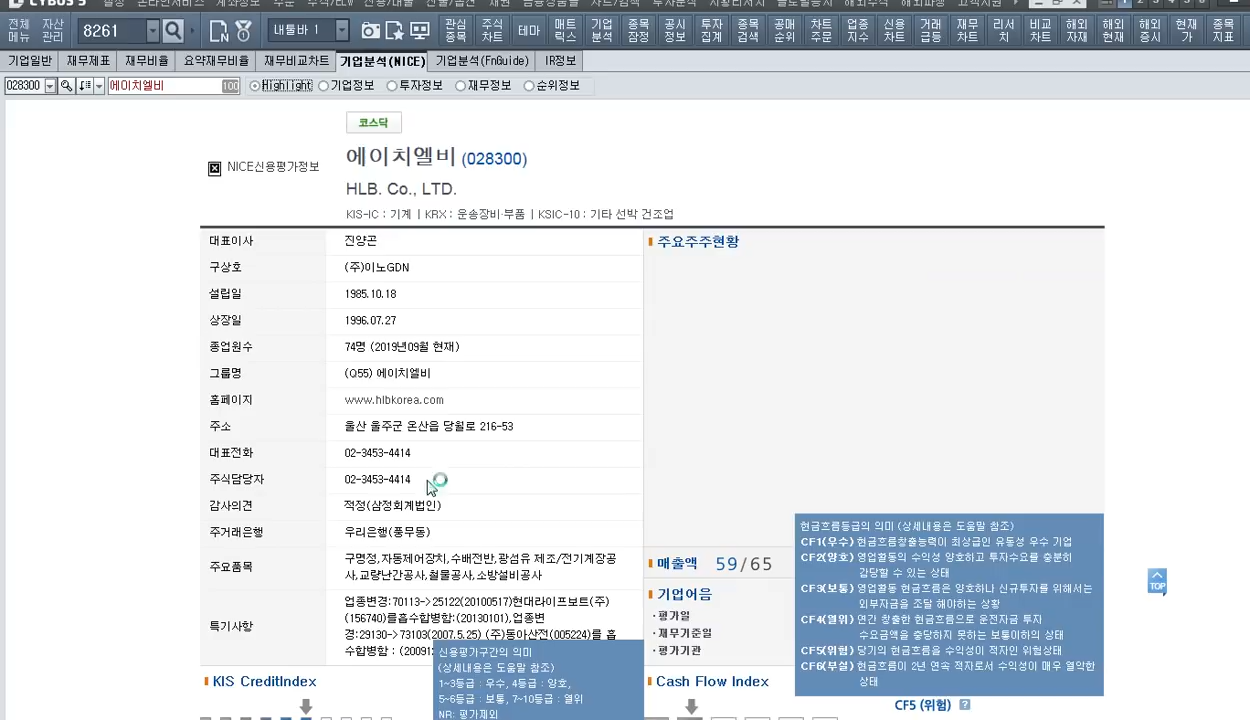 CYBOS 5
전체메뉴 자산관리 8261 내툴바 1 관심종목 주식차트 테마 매트릭스 기업분석 종목잠정 공시정보 투자집계 종목검색 공매순위 차트주문 업종지수 신용차트 거래급등 재무차트 리서치 비교차트 해외자재 해외현재 해외증시 현재가 종목지표
기업일반 재무제표 재무비율 요약재무비율 재무비교차트 기업분석(NICE) 기업분석(FnGuide) IR정보
028300 에이치엘비 100 Highlight 기업정보 투자정보 재무정보 순위정보
코스닥
NICE신용평가정보
에이치엘비 (028300)
HLB. Co., LTD.
KIS-IC : 기계 | KRX : 운송장비·부품 | KSIC-10 : 기타 선박 건조업
대표이사 진양곤
주요주주현황
구상호 (주)이노GDN
설립일 1985.10.18
상장일 1996.07.27
종업원수 74명 (2019년09월 현재)
그룹명 (Q55) 에이치엘비
홈페이지 www.hlbkorea.com
주소 울산 울주군 온산읍 당월로 216-53
대표전화 02-3453-4414
주식담당자 02-3453-4414
감사의견 적정(삼정회계법인)
주거래은행 우리은행(풍무동)
주요품목 구명정,자동제어장치,수배전반,광섬유 제조/전기계장공
사,교량난간공사,철물공사,소방설비공사
특기사항 업종변경:70113->25122(20100517)현대라이프보트(주)
(156740)를흡수합병함:(20130101),업종변
경:29130->73103(2007.5.25) (주)동아산전(005224)를 흡
수합병함 : (200912
매출액 59/65
기업어음
·평가일
·재무기준일
·평가기관
현금흐름등급의 의미 (상세내용은 도움말 참조)
CF1(우수) 현금흐름창출능력이 최상급인 유동성 우수 기업
CF2(양호) 영업활동의 수익성 양호하고 투자수요를 충분히
감당할 수 있는 상태
CF3(보통) 영업활동 현금흐름은 양호하나 신규투자를 위해서는
외부자금을 조달 해야하는 상황
CF4(열위) 연간 창출한 현금흐름으로 운전자금 투자
수요금액을 충당하지 못하는 보통이하의 상태
CF5(위험) 당기의 현금흐름을 수익성이 적자인 위험상태
CF6(부실) 현금흐름이 2년 연속 적자로서 수익성이 매우 열악한
상태
TOP
신용평가구간의 의미
(상세내용은 도움말 참조)
1~3등급 : 우수, 4등급 : 양호,
5~6등급 : 보통, 7~10등급 : 열위
NR: 평가제외
KIS CreditIndex
Cash Flow Index
CF5 (위험) ?